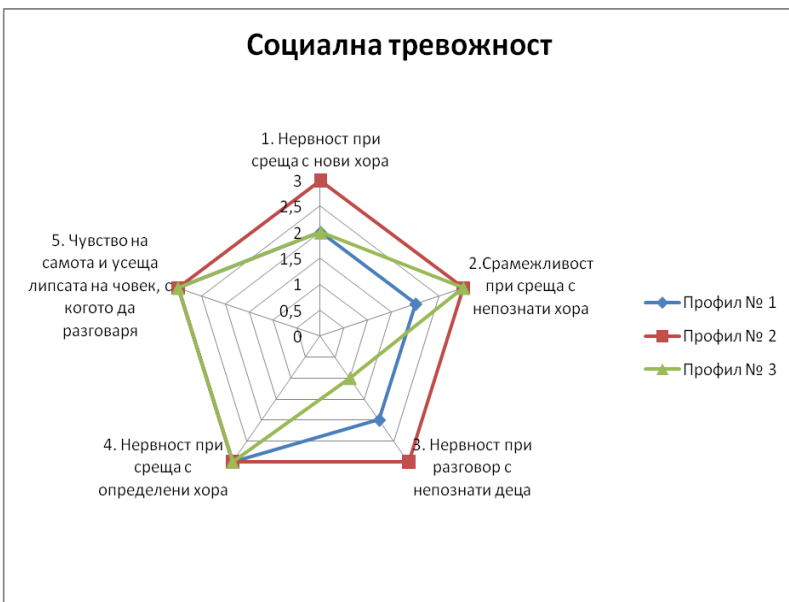 Социална тревожност
1. Нервност при
среща с нови хора
3
2,5
2
1,5
1
0,5
0
2.Срамежливост
при среща с
непознати хора
3. Нервност при
разговор с
непознати деца
4. Нервност при
среща с
определени хора
5. Чувство на
самота и усеща
липсата на човек, с
когото да
разговаря
Профил № 1
Профил № 2
Профил № 3